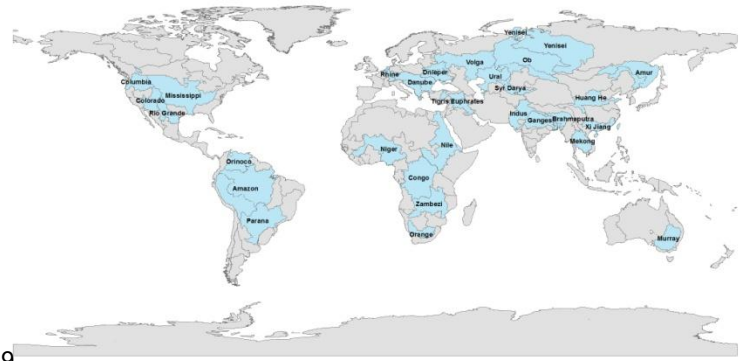 Yenisei
Yenisei
Volga
Ob
Rhine
Dnieper
Ural
Amur
Columbia
Danube
Syr Darya
Mississippi
Colorado
Tigris Euphrates
Huang He
Rio Grande
Indus
Ganges
Brahmaputra
Xi Jiang
Mekong
Nile
Niger
Orinoco
Congo
Amazon
Zambezi
Parana
Orange
Murray
9